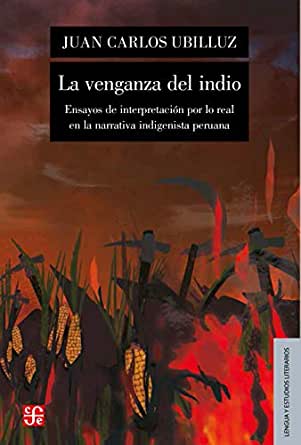 JUAN CARLOS UBILLUZ
La venganza del indio
Ensayos de interpretación por lo real
en la narrativa indigenista peruana
LENGUA Y ESTUDIOS LITERARIOS
fce